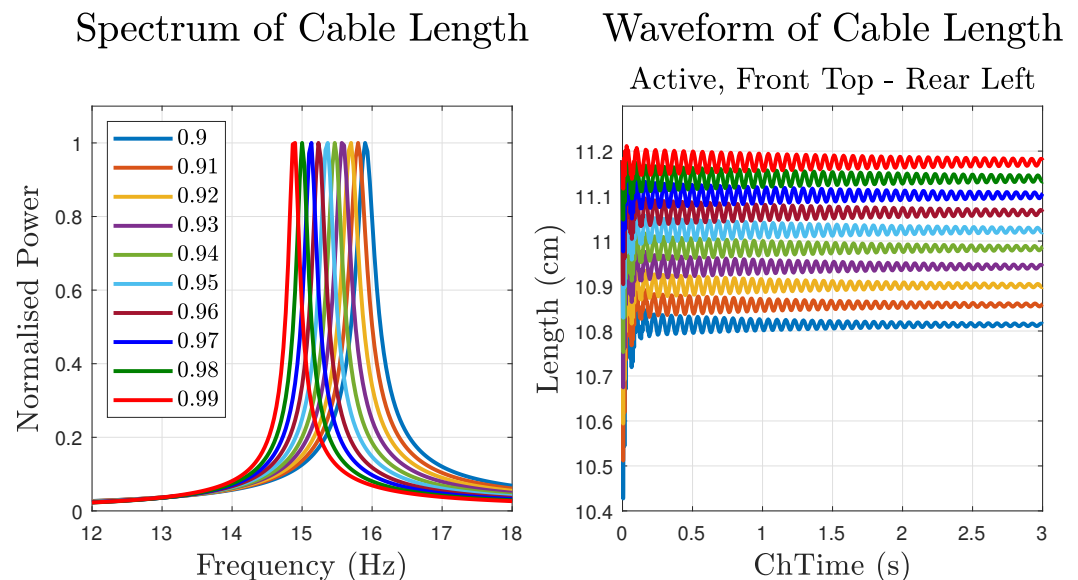 Spectrum of Cable Length
Normalised Power
1
0.8
0.6
0.4
0.2
0
0.9
0.91
0.92
0.93
0.94
0.95
0.96
0.97
0.98
0.99
12 13 14 15 16 17 18
Frequency (Hz)
Waveform of Cable Length
Active, Front Top - Rear Left
Length (cm)
11.2
11.1
11
10.9
10.8
10.7
10.6
10.5
10.4
0 0.5 1 1.5 2 2.5 3
ChTime (s)